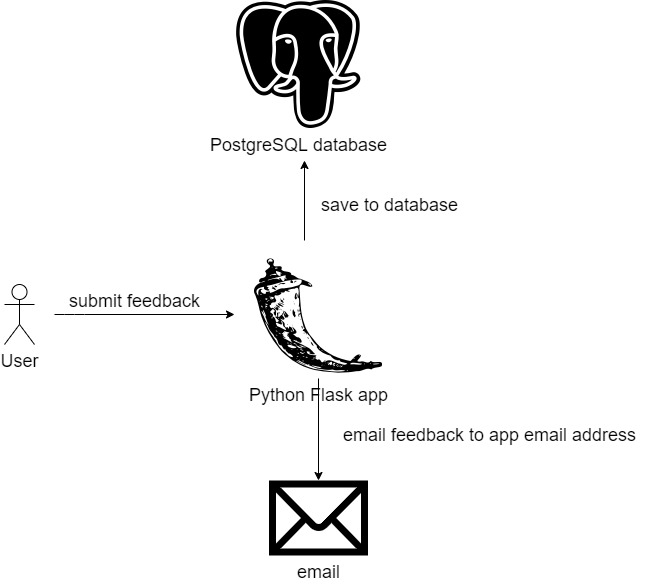 PostgreSQL database
save to database
submit feedback
User
Python Flask app
email feedback to app email address
email